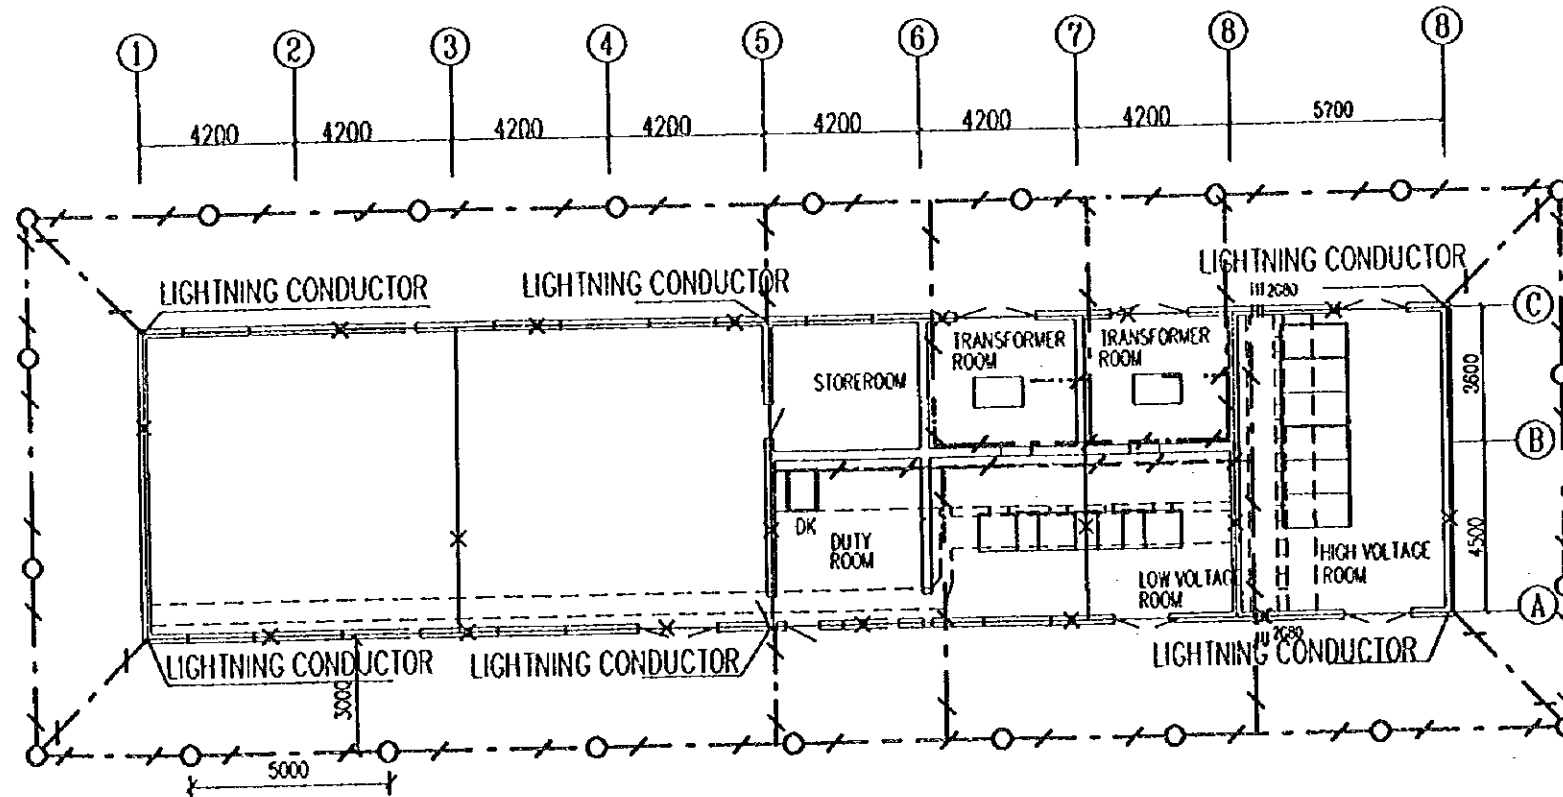 1 2 3 4 5 6 7 8 8
4200 4200 4200 4200 4200 4200 4200 5700
LIGHTNING CONDUCTOR LIGHTNING CONDUCTOR LIGHTNING CONDUCTOR
2G80
C
TRANSFORMER
ROOM
TRANSFORMER
ROOM
STOREROOM
3600
B
DK
DUTY
ROOM
HIGH VOLTAGE
ROOM
4500
LOW VOLTAGE
ROOM
A
2G80
LIGHTNING CONDUCTOR LIGHTNING CONDUCTOR LIGHTNING CONDUCTOR
3000
5000